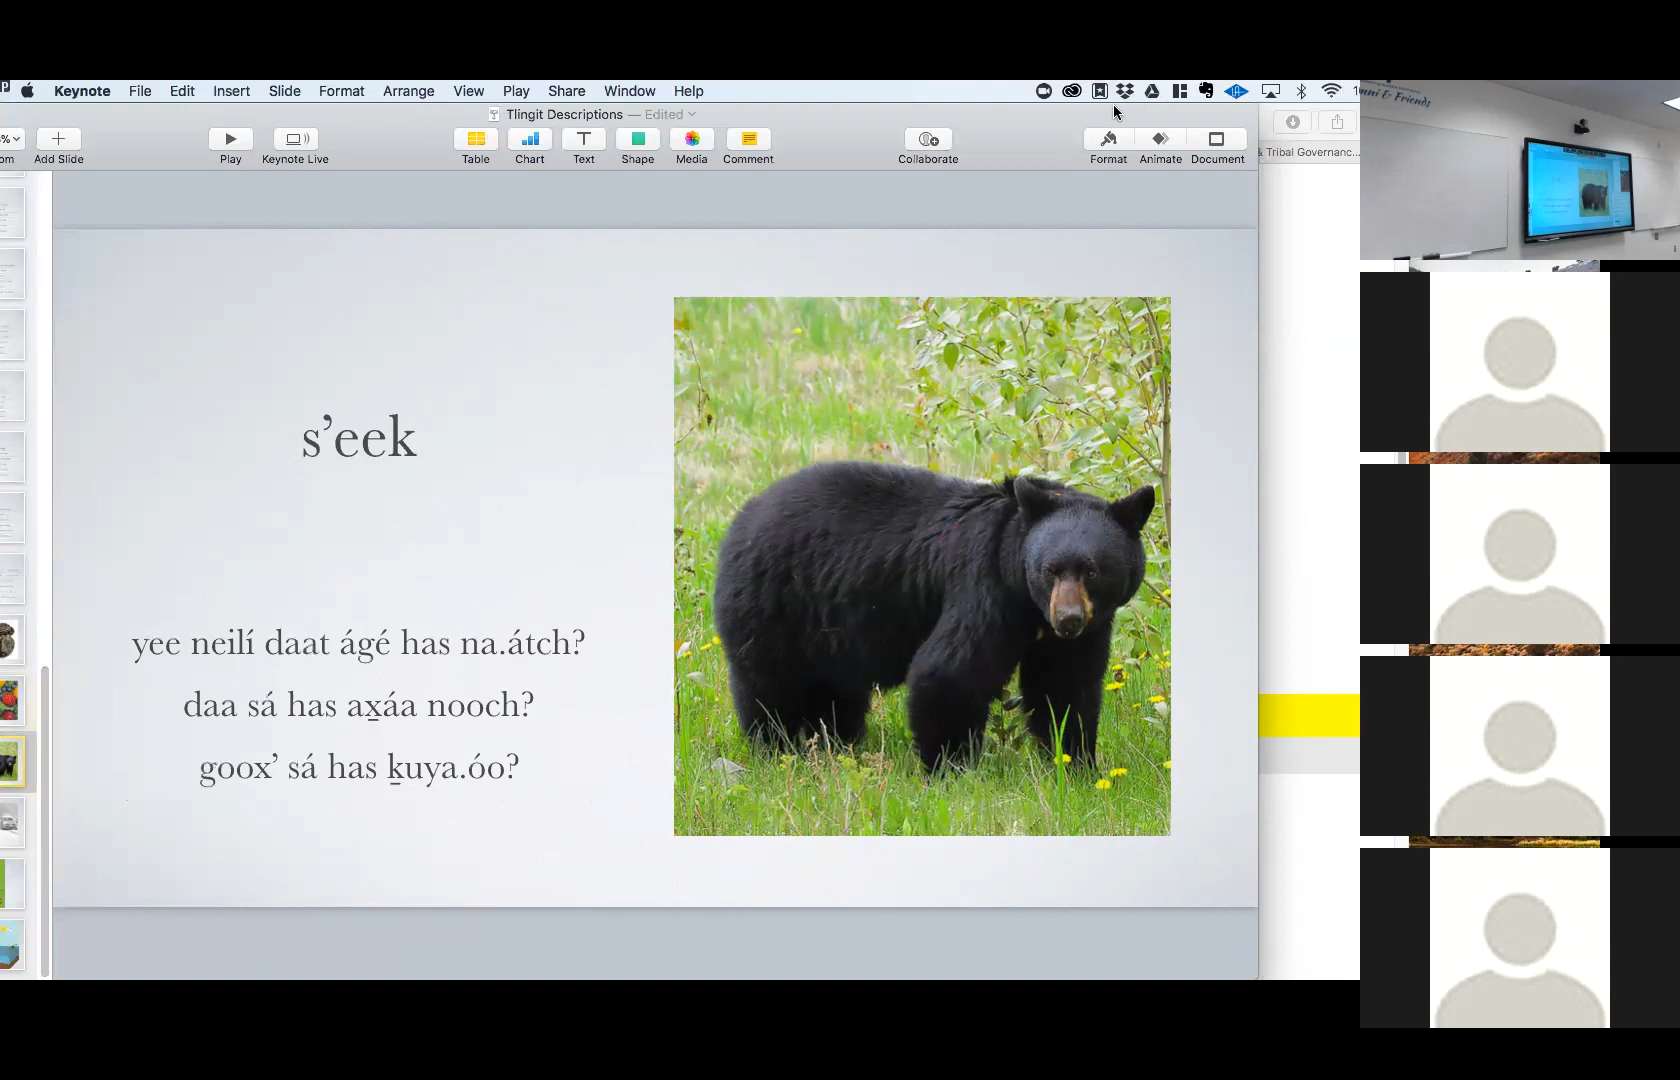 Keynote File Edit Insert Slide Format Arrange View Play Share Window Help
Tlingit Descriptions — Edited
Add Slide Play Keynote Live Table Chart Text Shape Media Comment Collaborate Format Animate Document
& Tribal Governanc...
& Friends
s’eek
yee neilí daat ágé has na.átch?
daa sá has ax̱áa nooch?
goox’ sá has ḵuya.óo?